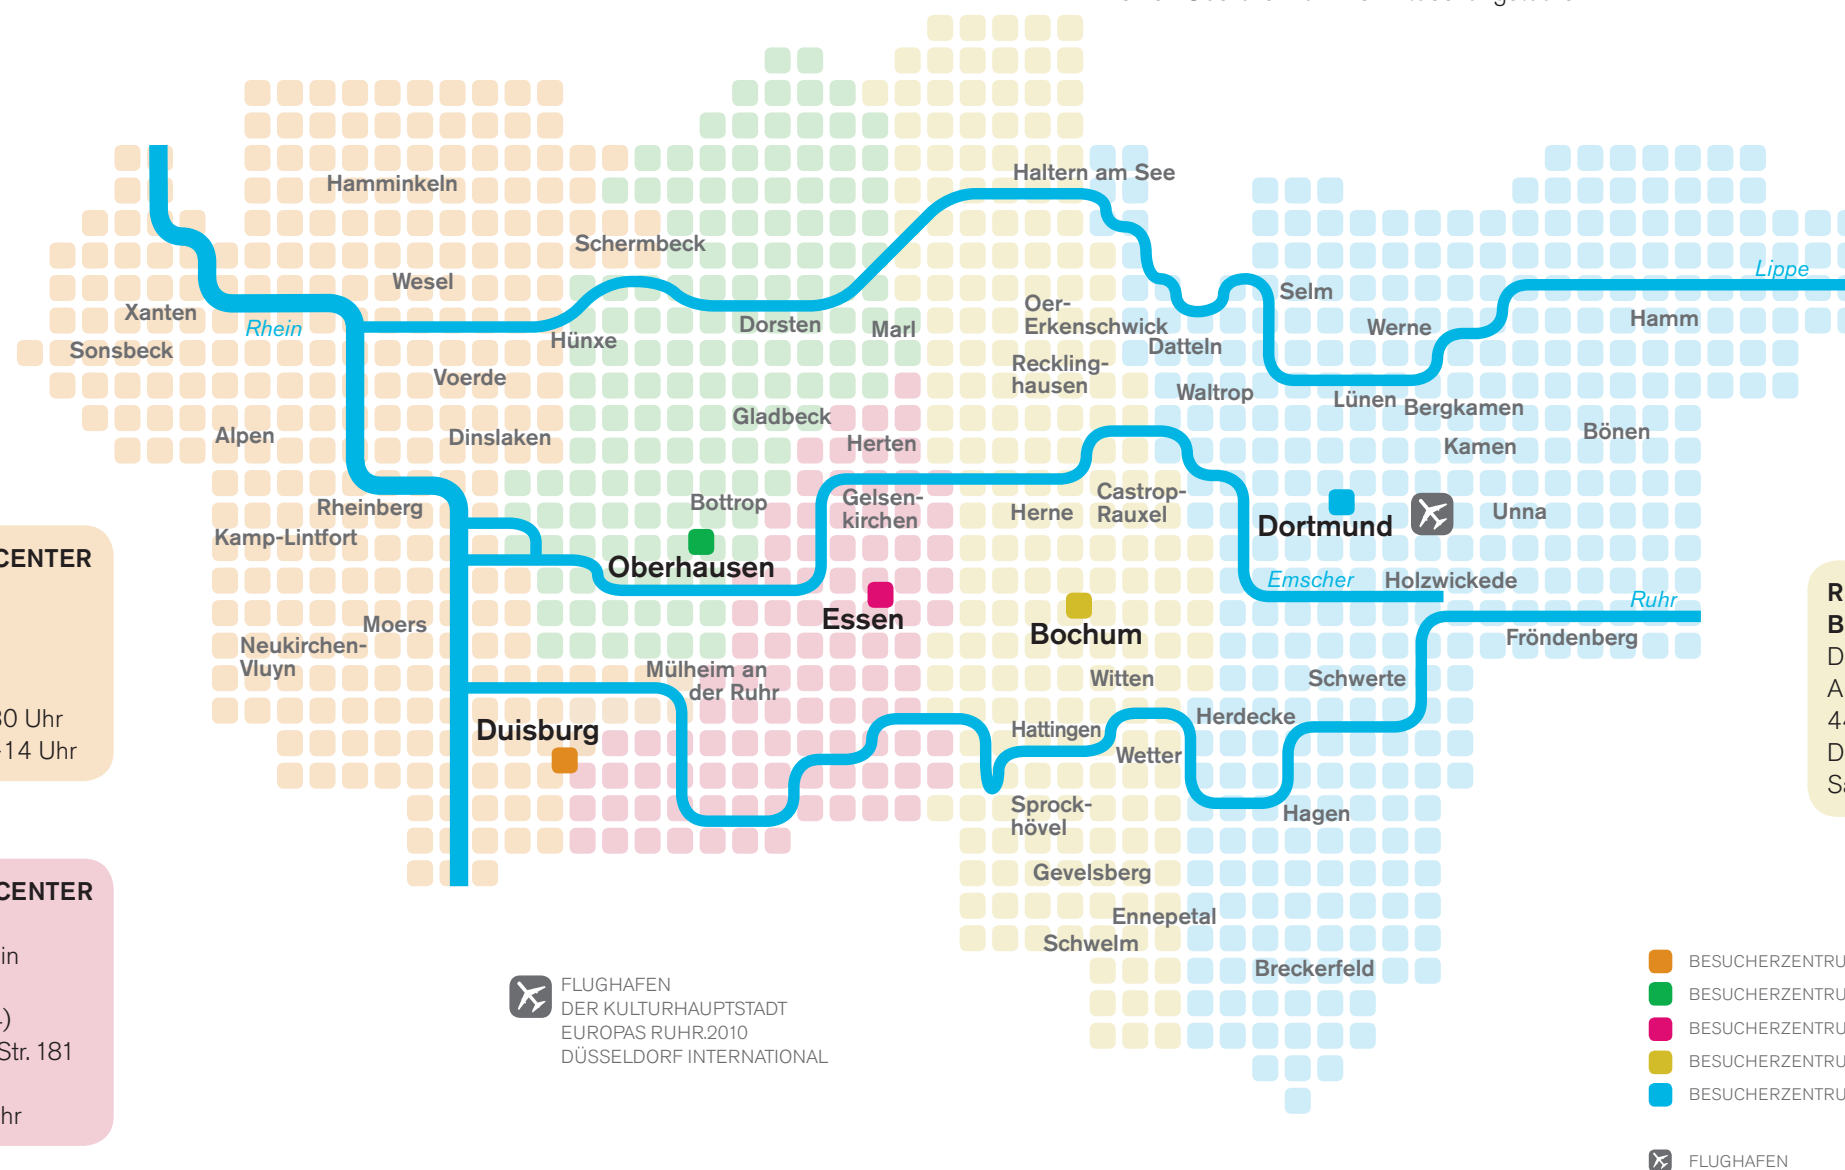 Haltern am See
Hamminkeln
Schermbeck
Lippe
Wesel
Selm
Xanten
Rhein
Oer-
Erkenschwick
Hünxe
Dorsten
Marl
Werne
Hamm
Sonsbeck
Datteln
Reckling-
hausen
Voerde
Waltrop
Lünen
Bergkamen
Gladbeck
Alpen
Dinslaken
Herten
Kamen
Bönen
Bottrop
Gelsen-
kirchen
Castrop-
Rauxel
Rheinberg
Herne
Dortmund
Unna
Kamp-Lintfort
Oberhausen
Emscher
Holzwickede
Ruhr
Essen
Bochum
Moers
Fröndenberg
Neukirchen-
Vluyn
Mülheim an
der Ruhr
Witten
Schwerte
Duisburg
Hattingen
Herdecke
Wetter
Sprock-
hövel
Hagen
Gevelsberg
Ennepetal
Schwelm
Breckerfeld
CENTER
30 Uhr
-14 Uhr
CENTER
in
Str. 181
hr
FLUGHAFEN
DER KULTURHAUPTSTADT
EUROPAS RUHR.2010
DÜSSELDORF INTERNATIONAL
R
B
D
A
44
D
Sa
BESUCHERZENTRU
BESUCHERZENTRU
BESUCHERZENTRU
BESUCHERZENTRU
BESUCHERZENTRU
FLUGHAFEN